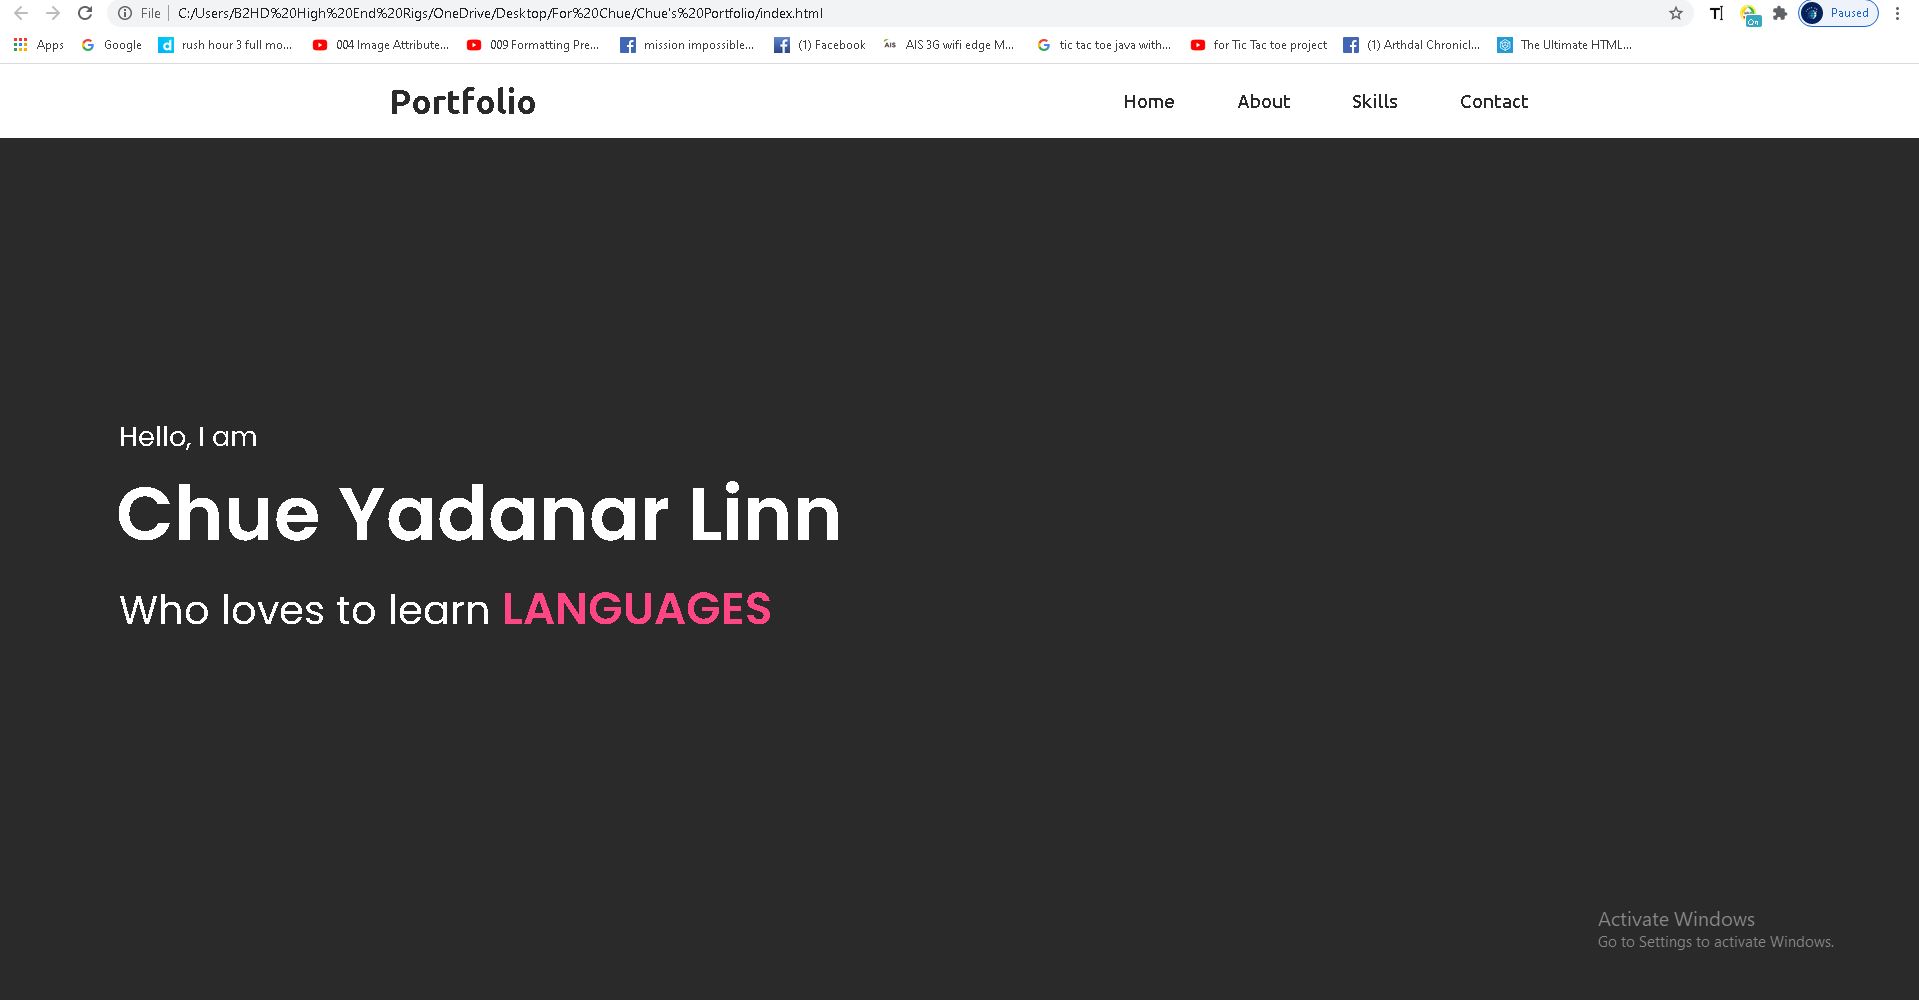 File C:/Users/B2HD%20High%20End%20Rigs/OneDrive/Desktop/For%20Chue/Chue's%20Portfolio/index.html On Paused
Apps Google rush hour 3 full mo... 004 Image Attribute... 009 Formatting Pre... mission impossible... (1) Facebook AIS AIS 3G wifi edge M... tic tac toe java with... for Tic Tac toe project (1) Arthdal Chronicl... The Ultimate HTML...
Portfolio Home About Skills Contact
Hello, I am
Chue Yadanar Linn
Who loves to learn LANGUAGES
Activate Windows
Go to Settings to activate Windows.